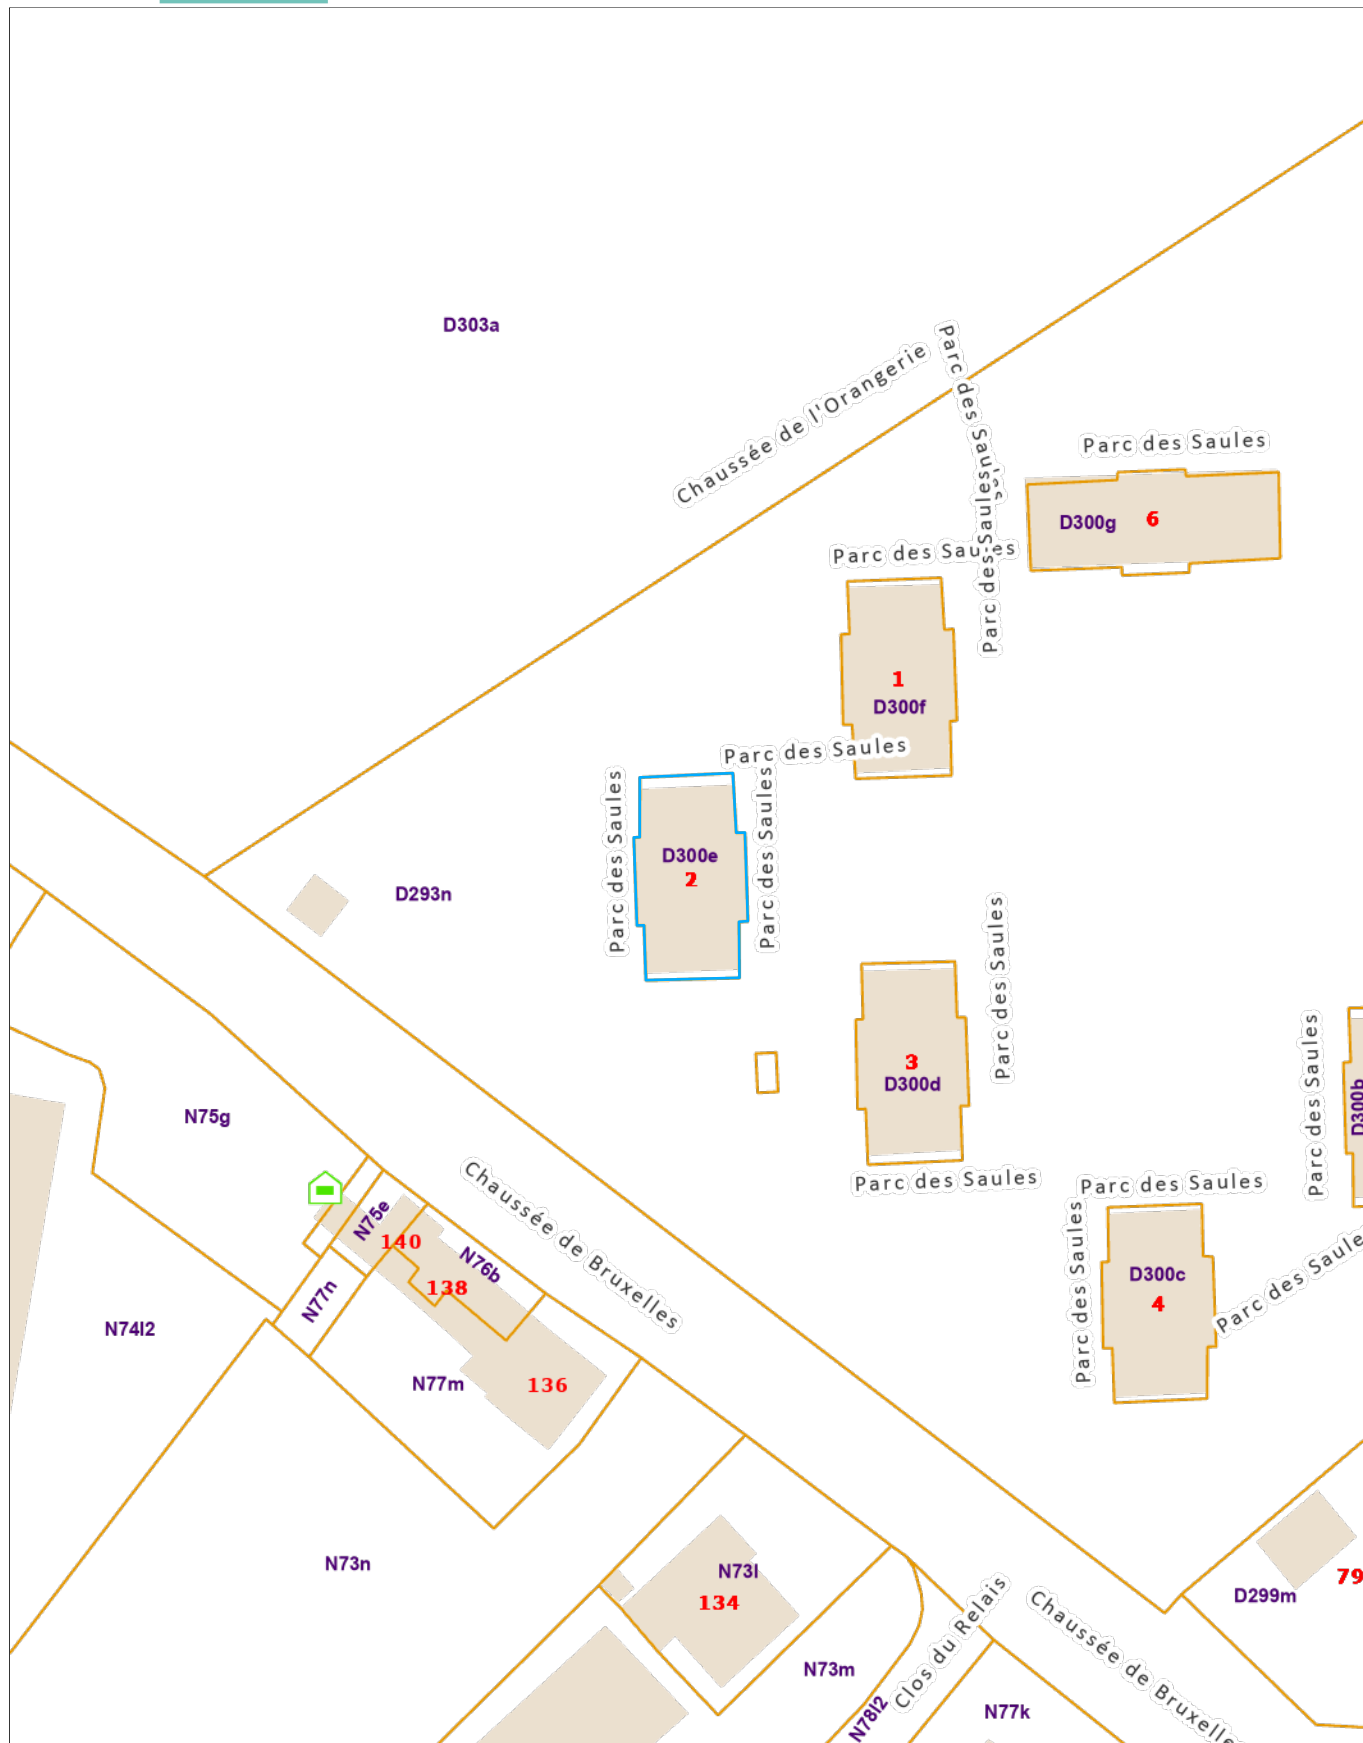 D303a
Chaussée de l'Orangerie
Parc des Saules
Parc des Saules
Parc des Saules
D300g
6
Parc des Saules
1
D300f
Parc des Saules
Parc des Saules
Parc des Saules
D300e
2
D293n
Parc des Saules
3
D300d
Parc des Saules
Parc des Saules
D300b
N75g
Parc des Saules
Parc des Saules
D300c
4
Parc des Saule
Chaussée de Bruxelles
N75e
140
N76b
138
N77n
N74l2
N77m
136
N73n
N73l
134
79
D299m
Clos du Relais
Chaussée de Bruxelle
N73m
N78l2
N77k